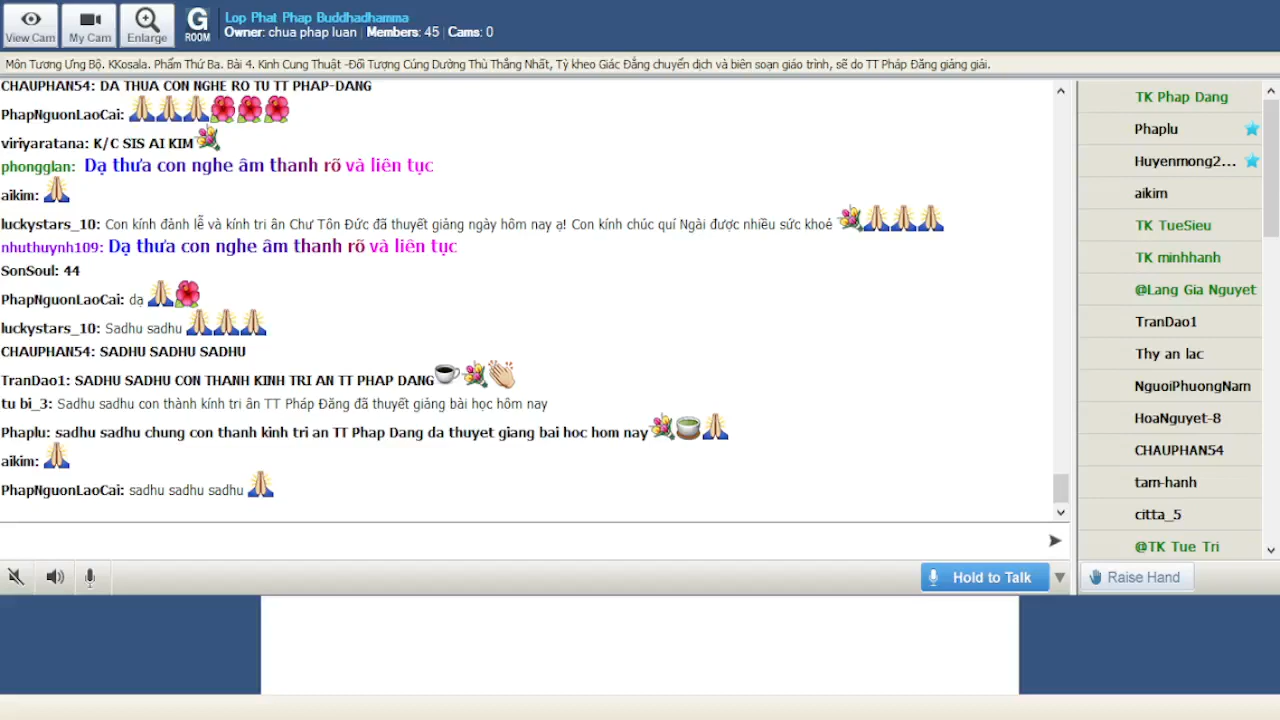 View Cam
My Cam
Enlarge
G
ROOM
Lop Phat Phap Buddhadhamma
Owner: chua phap luan | Members: 45 | Cams: 0
Môn Tương Ưng Bộ. KKosala. Phẩm Thứ Ba. Bài 4. Kinh Cung Thuật -Đối Tượng Cúng Dường Thù Thắng Nhất, Tỳ kheo Giác Đẳng chuyển dịch và biên soạn giáo trình, sẽ do TT Pháp Đăng giảng giải.
CHAUPHAN54: DA THUA CON NGHE RO TU TT PHAP-DANG
PhapNguonLaoCai:
viriyaratana: K/C SIS AI KIM
phongglan: Dạ thưa con nghe âm thanh rõ và liên tục
aikim:
luckystars_10: Con kính đảnh lễ và kính tri ân Chư Tôn Đức đã thuyết giảng ngày hôm nay ạ! Con kính chúc quí Ngài được nhiều sức khoẻ
nhuthuynh109: Dạ thưa con nghe âm thanh rõ và liên tục
SonSoul: 44
PhapNguonLaoCai: dạ
luckystars_10: Sadhu sadhu
CHAUPHAN54: SADHU SADHU SADHU
TranDao1: SADHU SADHU CON THANH KINH TRI AN TT PHAP DANG
tu bi_3: Sadhu sadhu con thành kính tri ân TT Pháp Đăng đã thuyết giảng bài học hôm nay
Phaplu: sadhu sadhu chung con thanh kinh tri an TT Phap Dang da thuyet giang bai hoc hom nay
aikim:
PhapNguonLaoCai: sadhu sadhu sadhu
Hold to Talk
TK Phap Dang
Phaplu
Huyenmong2...
aikim
TK TueSieu
TK minhhanh
@Lang Gia Nguyet
TranDao1
Thy an lac
NguoiPhuongNam
HoaNguyet-8
CHAUPHAN54
tam-hanh
citta_5
@TK Tue Tri
Raise Hand